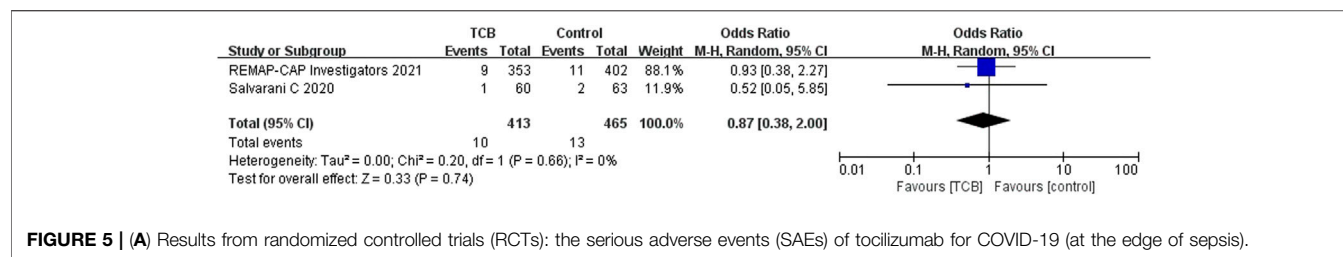 TCB Control Odds Ratio Odds Ratio
Study or Subgroup Events Total Events Total Weight M-H, Random, 95% CI M-H, Random, 95% CI
REMAP-CAP Investigators 2021 9 353 11 402 88.1% 0.93 [0.38, 2.27]
Salvarani C 2020 1 60 2 63 11.9% 0.52 [0.05, 5.85]
Total (95% CI) 413 465 100.0% 0.87 [0.38, 2.00]
Total events 10 13
Heterogeneity: Tau² = 0.00; Chi² = 0.20, df = 1 (P = 0.66); I² = 0%
Test for overall effect: Z = 0.33 (P = 0.74)
0.01 0.1 1 10 100
Favours [TCB] Favours [control]
FIGURE 5 | (A) Results from randomized controlled trials (RCTs): the serious adverse events (SAEs) of tocilizumab for COVID-19 (at the edge of sepsis).